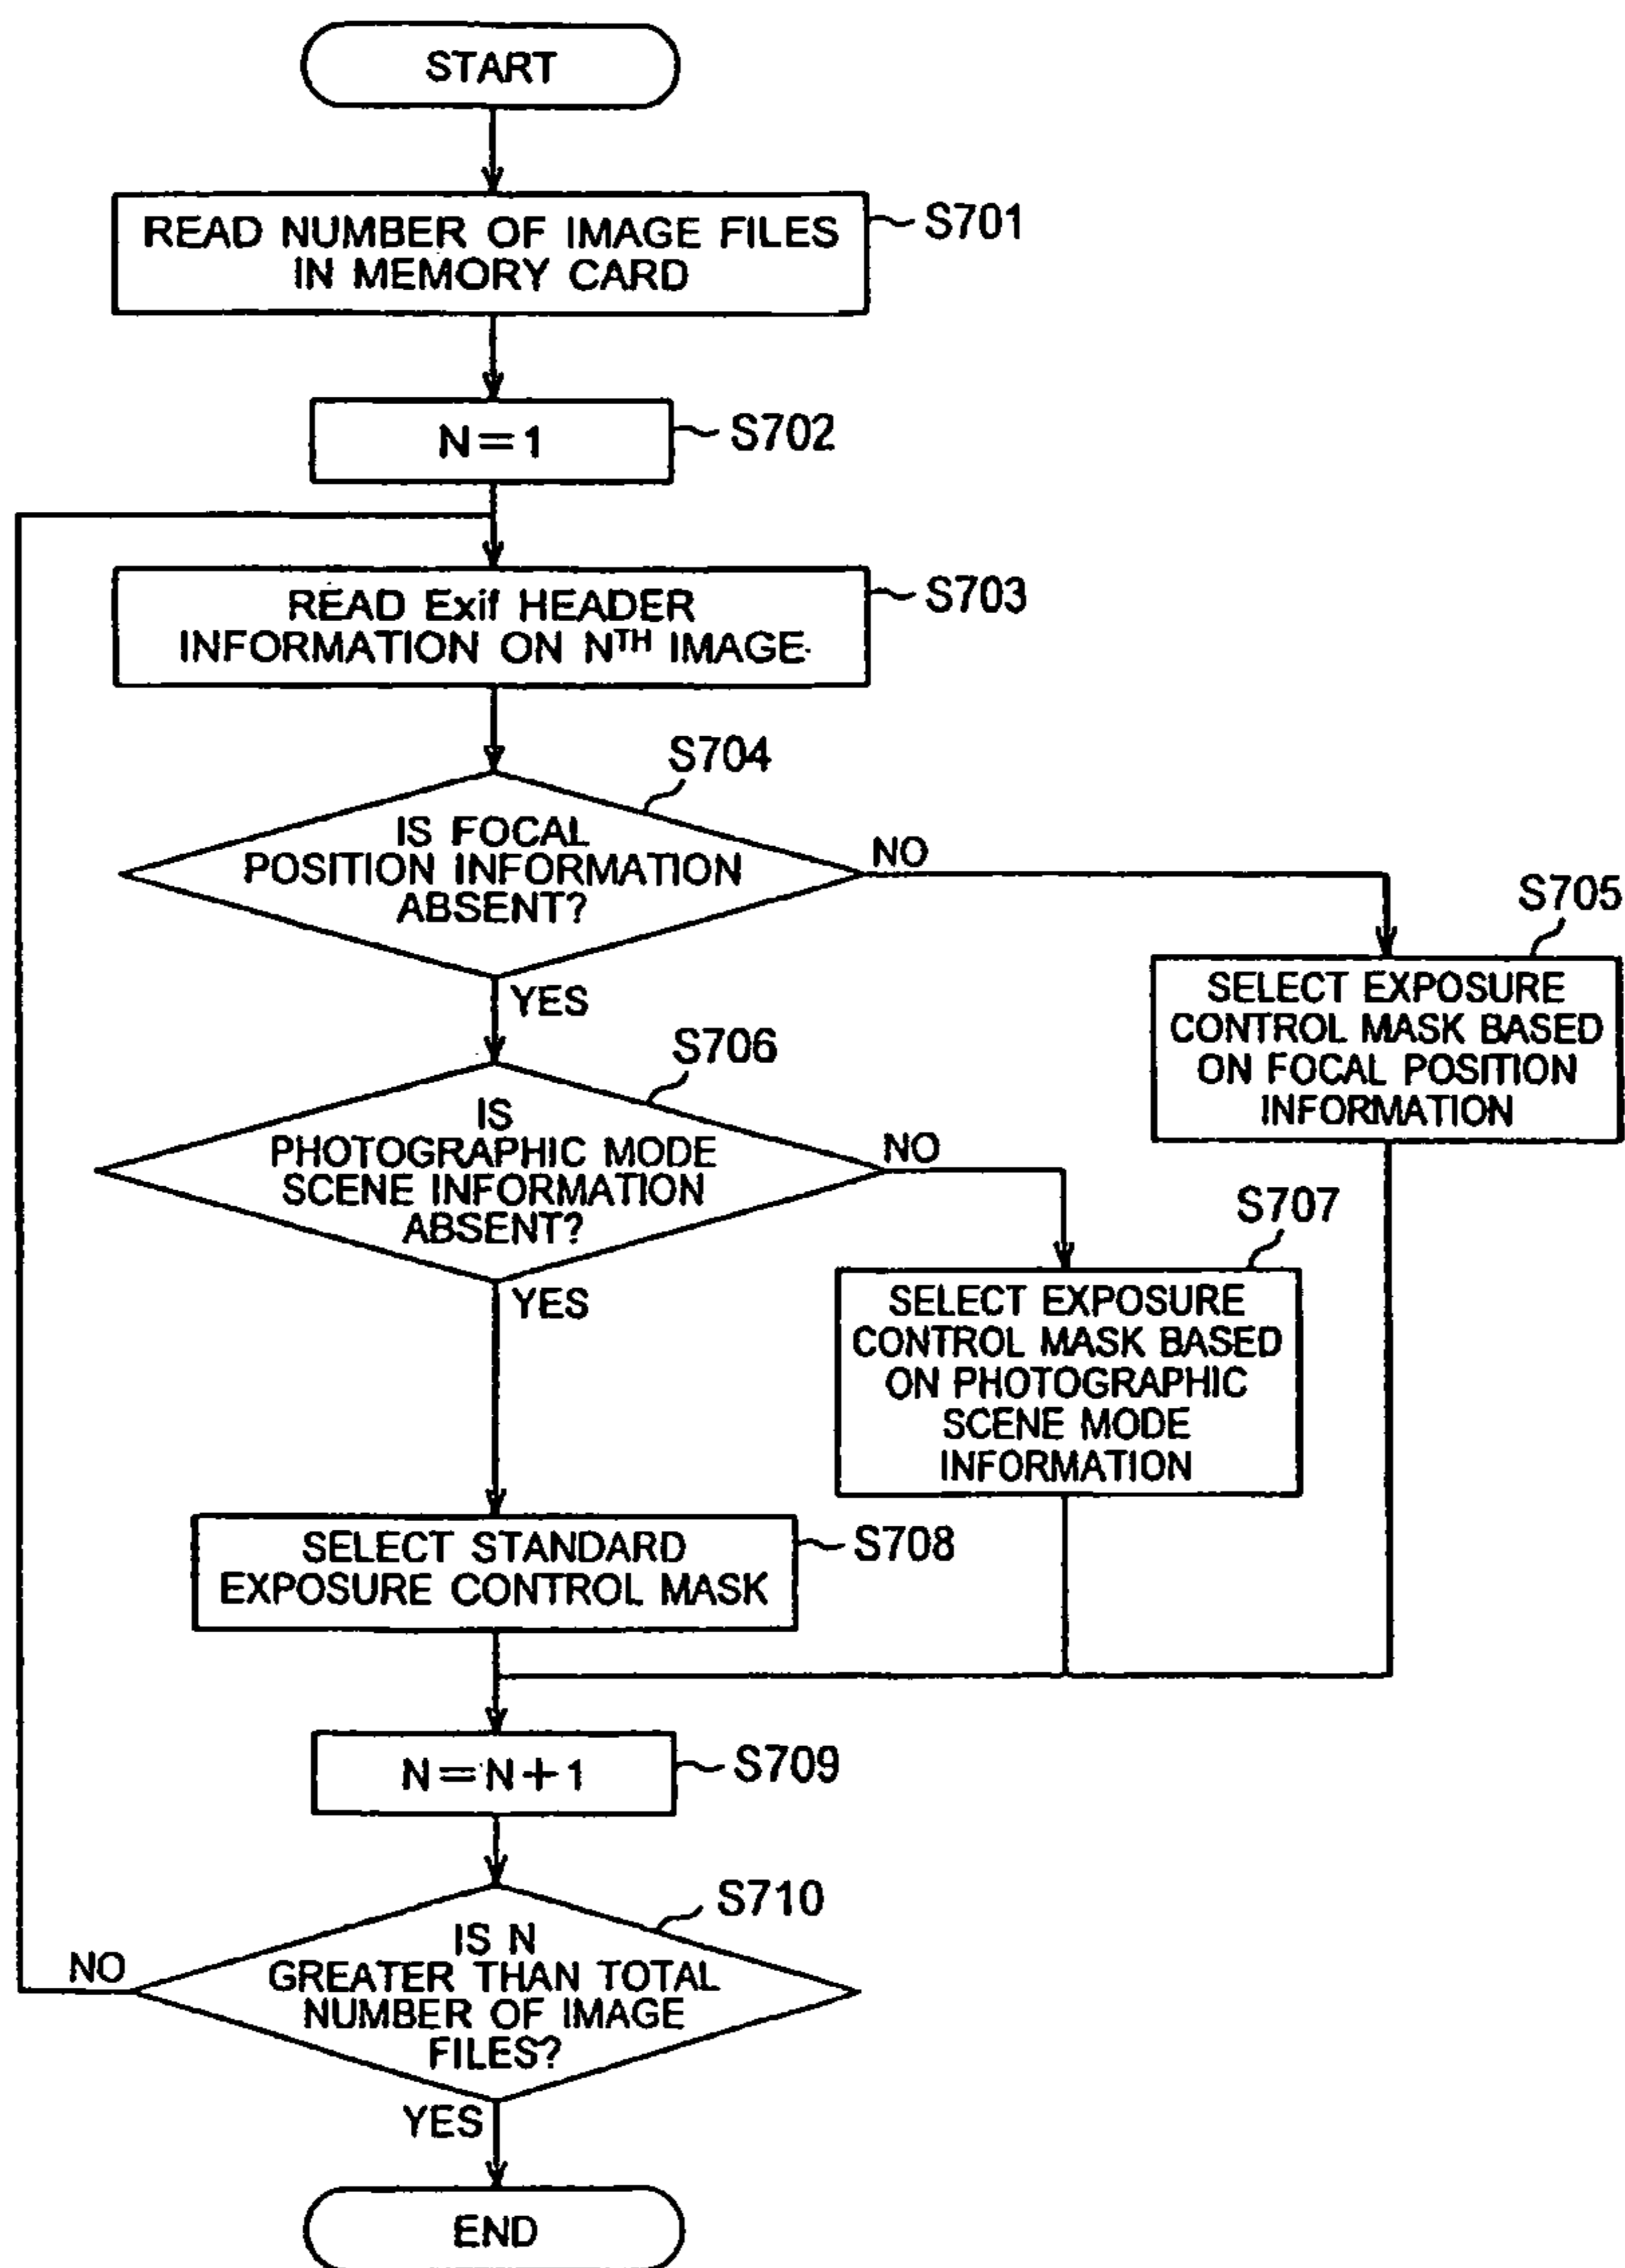 START
READ NUMBER OF IMAGE FILES
IN MEMORY CARD
S701
N=1
S702
READ Exif HEADER
INFORMATION ON NTH IMAGE
S703
S704
IS FOCAL
POSITION INFORMATION
ABSENT?
NO
YES
S705
SELECT EXPOSURE
CONTROL MASK BASED
ON FOCAL POSITION
INFORMATION
S706
IS
PHOTOGRAPHIC MODE
SCENE INFORMATION
ABSENT?
NO
YES
S707
SELECT EXPOSURE
CONTROL MASK BASED
ON PHOTOGRAPHIC
SCENE MODE
INFORMATION
SELECT STANDARD
EXPOSURE CONTROL MASK
S708
N=N+1
S709
S710
IS N
GREATER THAN TOTAL
NUMBER OF IMAGE
FILES?
NO
YES
END